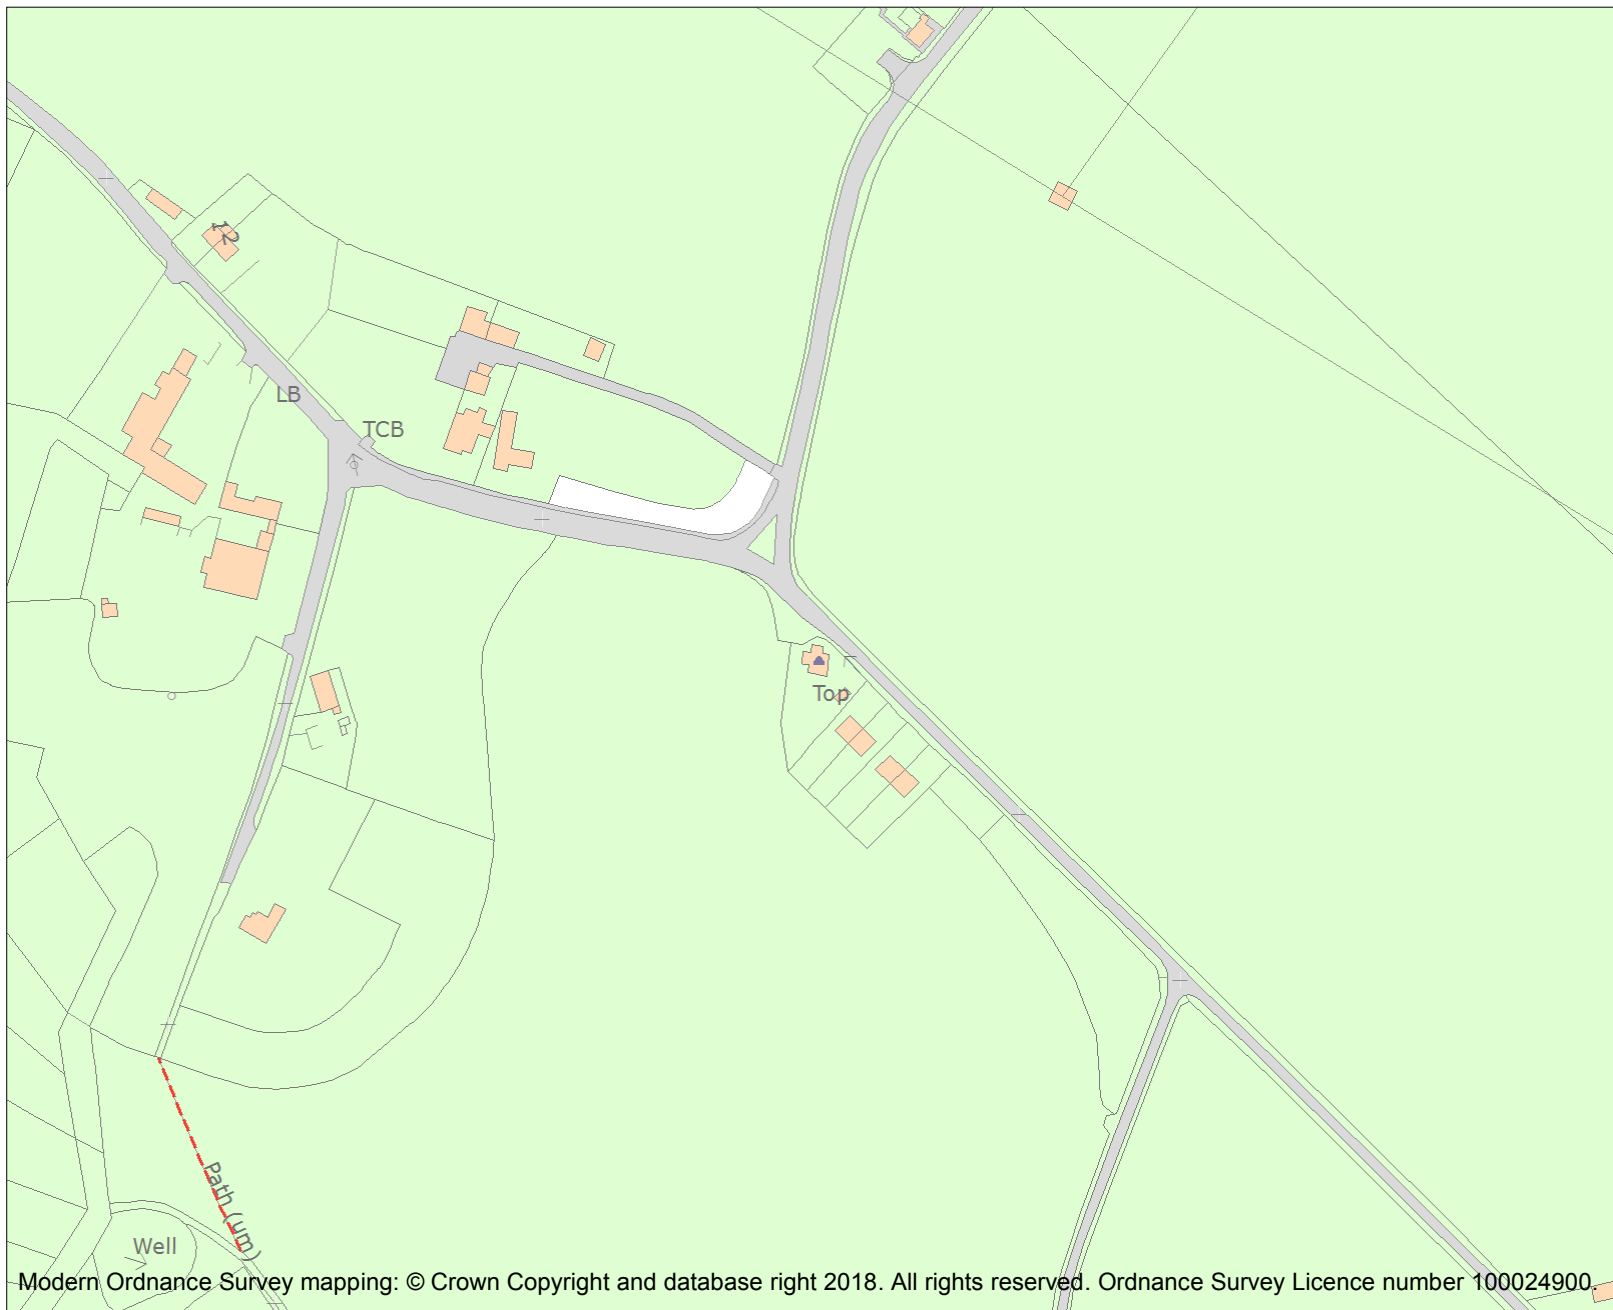 12
LB
TCB
Top
Path (um)
Well
Modern Ordnance Survey mapping: © Crown Copyright and database right 2018. All rights reserved. Ordnance Survey Licence number 100024900.